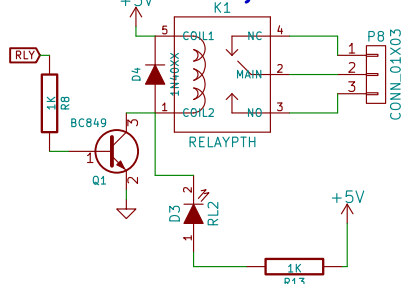 +5V
K1
RLY
5
COIL1
NC
4
P8
D4
1N40XX
MAIN
2
1
2
3
CONN_01X03
1K
R8
BC849
3
1
COIL2
NO
3
RELAYPTH
1
Q1
2
2
D3
RL2
1
+5V
1K
R13